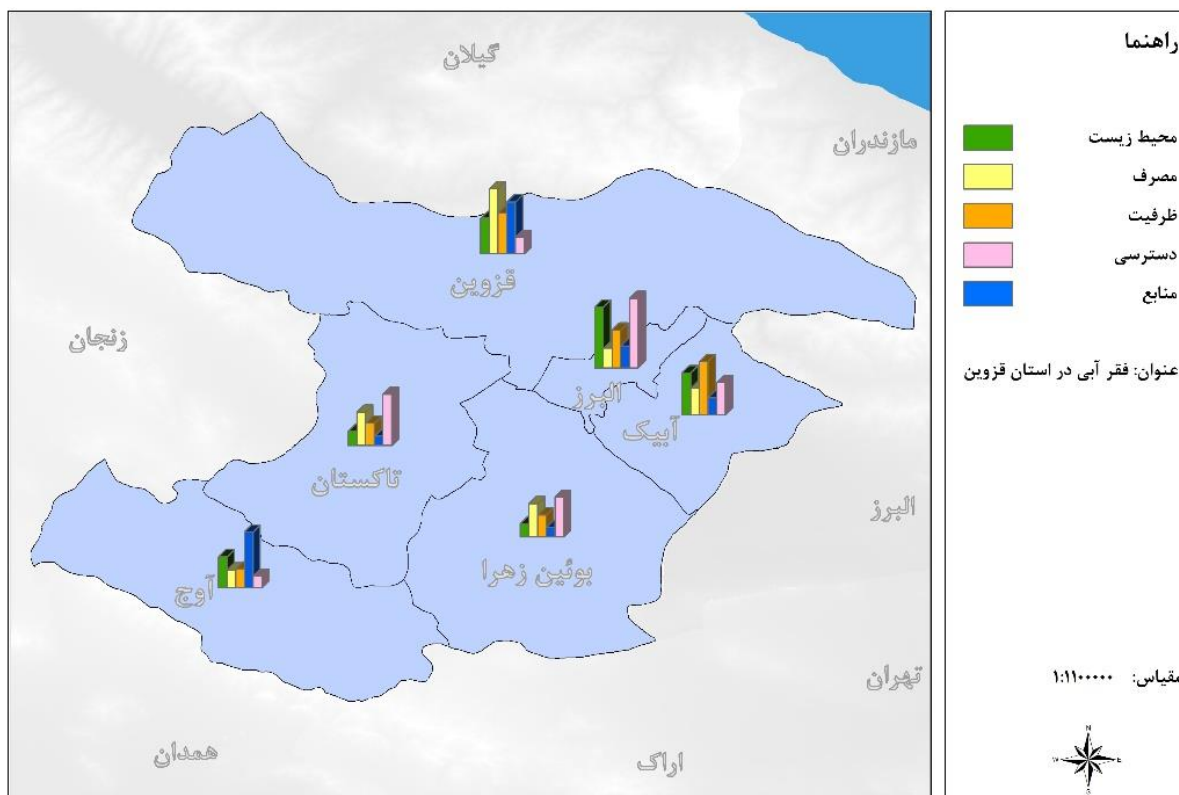 راهنما
محیط زیست
مصرف
ظرفیت
دسترسی
منابع
عنوان: فقر آبی در استان قزوین
مقیاس: ۱:۱۱۰۰۰۰۰
N
W
E
S
گیلان
مازندران
قزوین
زنجان
البرز
آبیک
تاکستان
البرز
بوئین زهرا
آوج
تهران
همدان
اراک